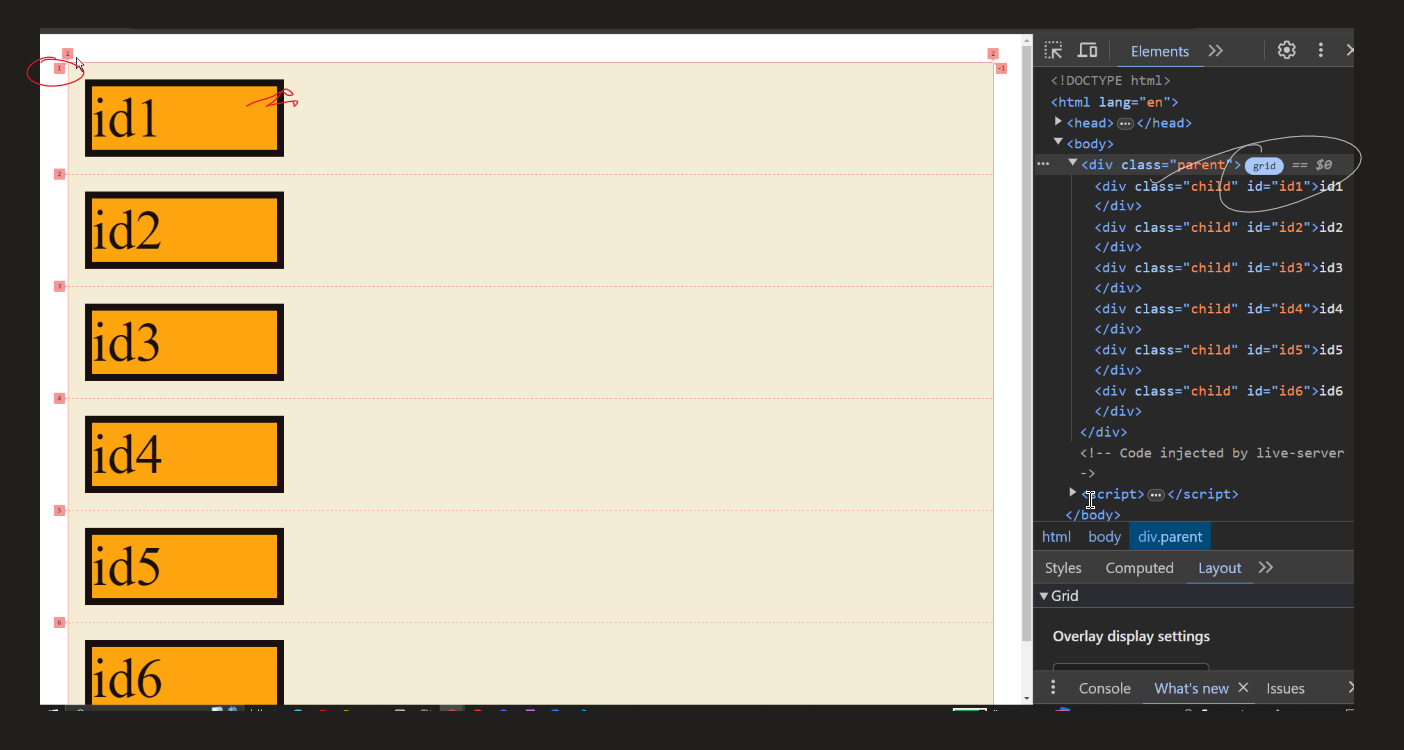 1
2
1
-1
id1
2
id2
3
id3
4
id4
5
id5
6
id6
Elements
<!DOCTYPE html>
<html lang="en">
<head> ••• </head>
<body>
••• <div class="parent"> grid == $0
<div class="child" id="id1">id1
</div>
<div class="child" id="id2">id2
</div>
<div class="child" id="id3">id3
</div>
<div class="child" id="id4">id4
</div>
<div class="child" id="id5">id5
</div>
<div class="child" id="id6">id6
</div>
</div>
<!-- Code injected by live-server
-->
<script> ••• </script>
</body>
html body div.parent
Styles Computed Layout
Grid
Overlay display settings
Console What's new Issues